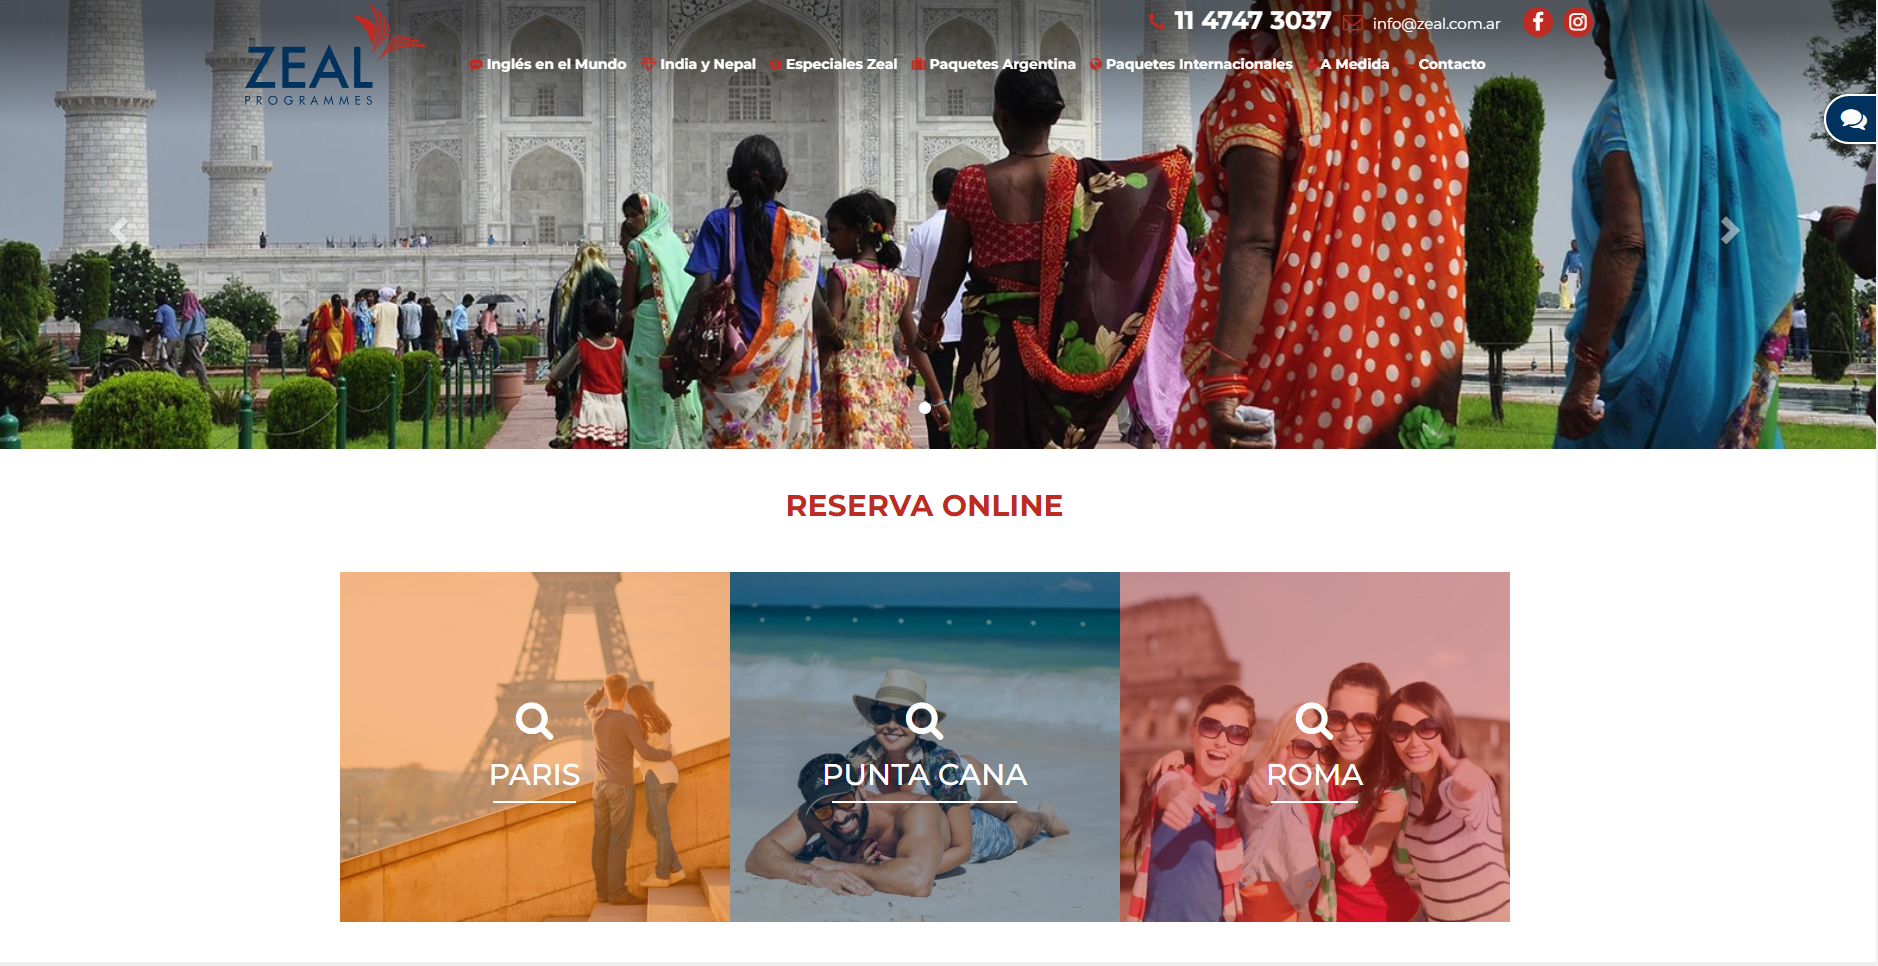 11 4747 3037
info@zeal.com.ar
ZEAL
PROGRAMMES
Inglés en el Mundo
India y Nepal
Especiales Zeal
Paquetes Argentina
Paquetes Internacionales
A Medida
Contacto
RESERVA ONLINE
PARIS
PUNTA CANA
ROMA